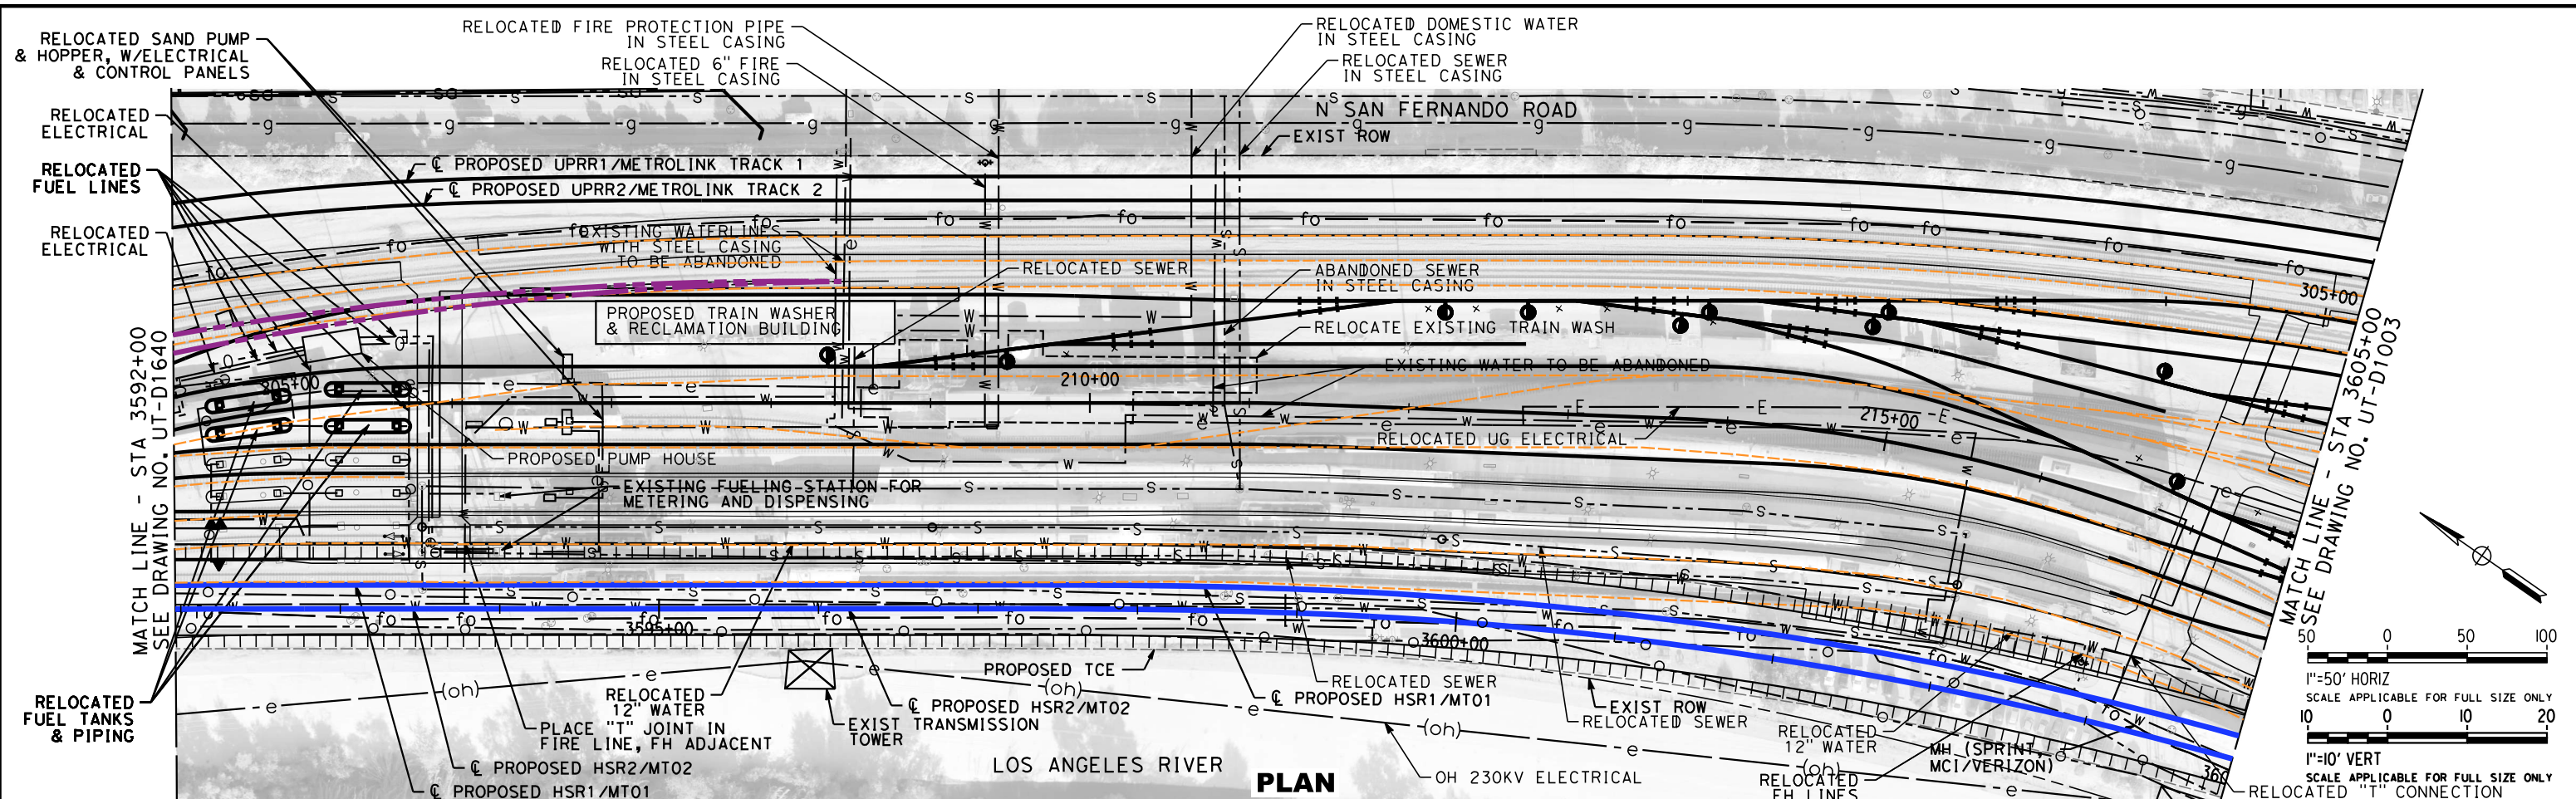 RELOCATED SAND PUMP
& HOPPER, W/ELECTRICAL
& CONTROL PANELS
RELOCATED FIRE PROTECTION PIPE
IN STEEL CASING
RELOCATED 6" FIRE
IN STEEL CASING
RELOCATED DOMESTIC WATER
IN STEEL CASING
RELOCATED SEWER
IN STEEL CASING
N SAN FERNANDO ROAD
EXIST ROW
RELOCATED
ELECTRICAL
RELOCATED
FUEL LINES
RELOCATED
ELECTRICAL
℄ PROPOSED UPRR1/METROLINK TRACK 1
℄ PROPOSED UPRR2/METROLINK TRACK 2
EXISTING WATERLINES
WITH STEEL CASING
TO BE ABANDONED
RELOCATED SEWER
ABANDONED SEWER
IN STEEL CASING
PROPOSED TRAIN WASHER
& RECLAMATION BUILDING
RELOCATE EXISTING TRAIN WASH
EXISTING WATER TO BE ABANDONED
305+00
305+00
210+00
215+00
RELOCATED UG ELECTRICAL
PROPOSED PUMP HOUSE
EXISTING FUELING STATION FOR
METERING AND DISPENSING
MATCH LINE - STA 3592+00
SEE DRAWING NO. UT-D1640
MATCH LINE - STA 3605+00
SEE DRAWING NO. UT-D1003
3595+00
3600+00
PROPOSED TCE
RELOCATED SEWER
℄ PROPOSED HSR1/MT01
EXIST ROW
RELOCATED SEWER
RELOCATED
12" WATER
PLACE "T" JOINT IN
FIRE LINE, FH ADJACENT
EXIST
TRANSMISSION
TOWER
℄ PROPOSED HSR2/MT02
RELOCATED
FUEL TANKS
& PIPING
℄ PROPOSED HSR2/MT02
℄ PROPOSED HSR1/MT01
LOS ANGELES RIVER
PLAN
OH 230KV ELECTRICAL
RELOCATED
12" WATER
MH (SPRINT,
MCI/VERIZON)
RELOCATED
FH LINES
RELOCATED "T" CONNECTION
50 0 50 100
1"=50' HORIZ
SCALE APPLICABLE FOR FULL SIZE ONLY
10 0 10 20
1"=10' VERT
SCALE APPLICABLE FOR FULL SIZE ONLY